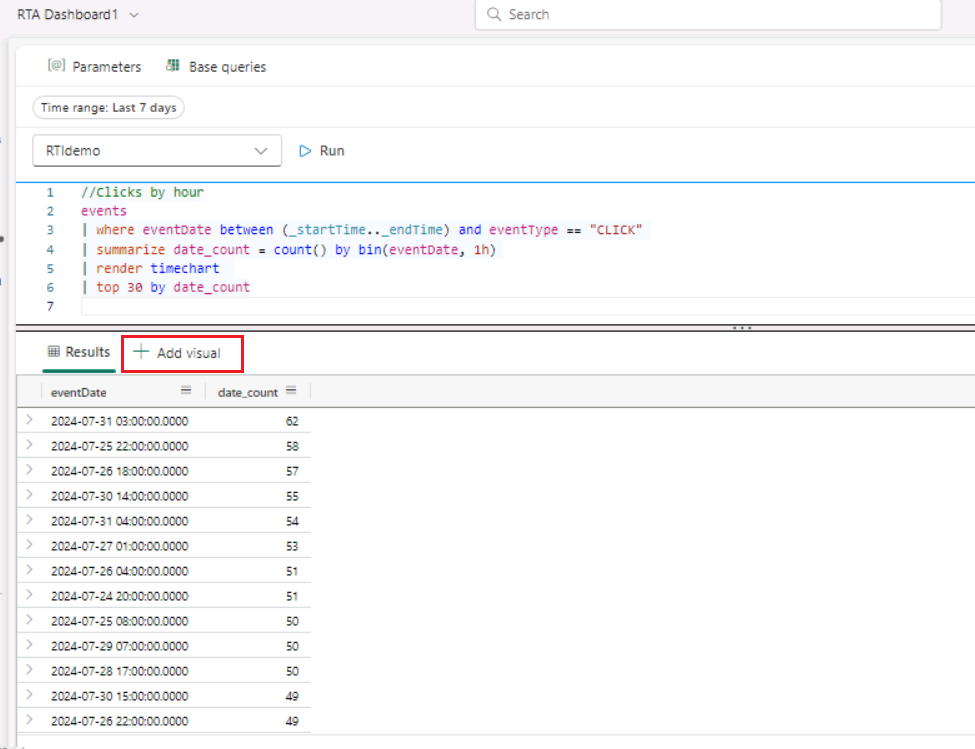 RTA Dashboard1
Search
Parameters Base queries
Time range: Last 7 days
RTIdemo Run
1 //Clicks by hour
2 events
3 | where eventDate between (_startTime.._endTime) and eventType == "CLICK"
4 | summarize date_count = count() by bin(eventDate, 1h)
5 | render timechart
6 | top 30 by date_count
7
Results + Add visual
eventDate date_count
2024-07-31 03:00:00.0000 62
2024-07-25 22:00:00.0000 58
2024-07-26 18:00:00.0000 57
2024-07-30 14:00:00.0000 55
2024-07-31 04:00:00.0000 54
2024-07-27 01:00:00.0000 53
2024-07-26 04:00:00.0000 51
2024-07-24 20:00:00.0000 51
2024-07-25 08:00:00.0000 50
2024-07-29 07:00:00.0000 50
2024-07-28 17:00:00.0000 50
2024-07-30 15:00:00.0000 49
2024-07-26 22:00:00.0000 49